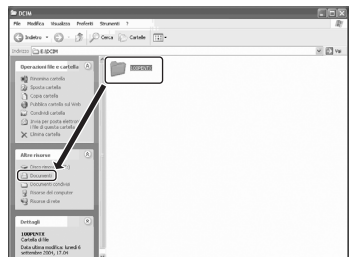 DCIM
File Modifica Visualizza Preferiti Strumenti ?
Indietro Cerca Cartelle
Indirizzo E:\DCIM Vai
Operazioni file e cartella
100PENTX
Rinomina cartella
Sposta cartella
Copia cartella
Pubblica cartella sul Web
Condividi cartella
Invia per posta elettronica
i file di questa cartella
Elimina cartella
Altre risorse
Documenti
Documenti condivisi
Risorse del computer
Risorse di rete
Dettagli
100PENTX
Cartella di file
Data ultima modifica: lunedì 6
settembre 2004, 17.04